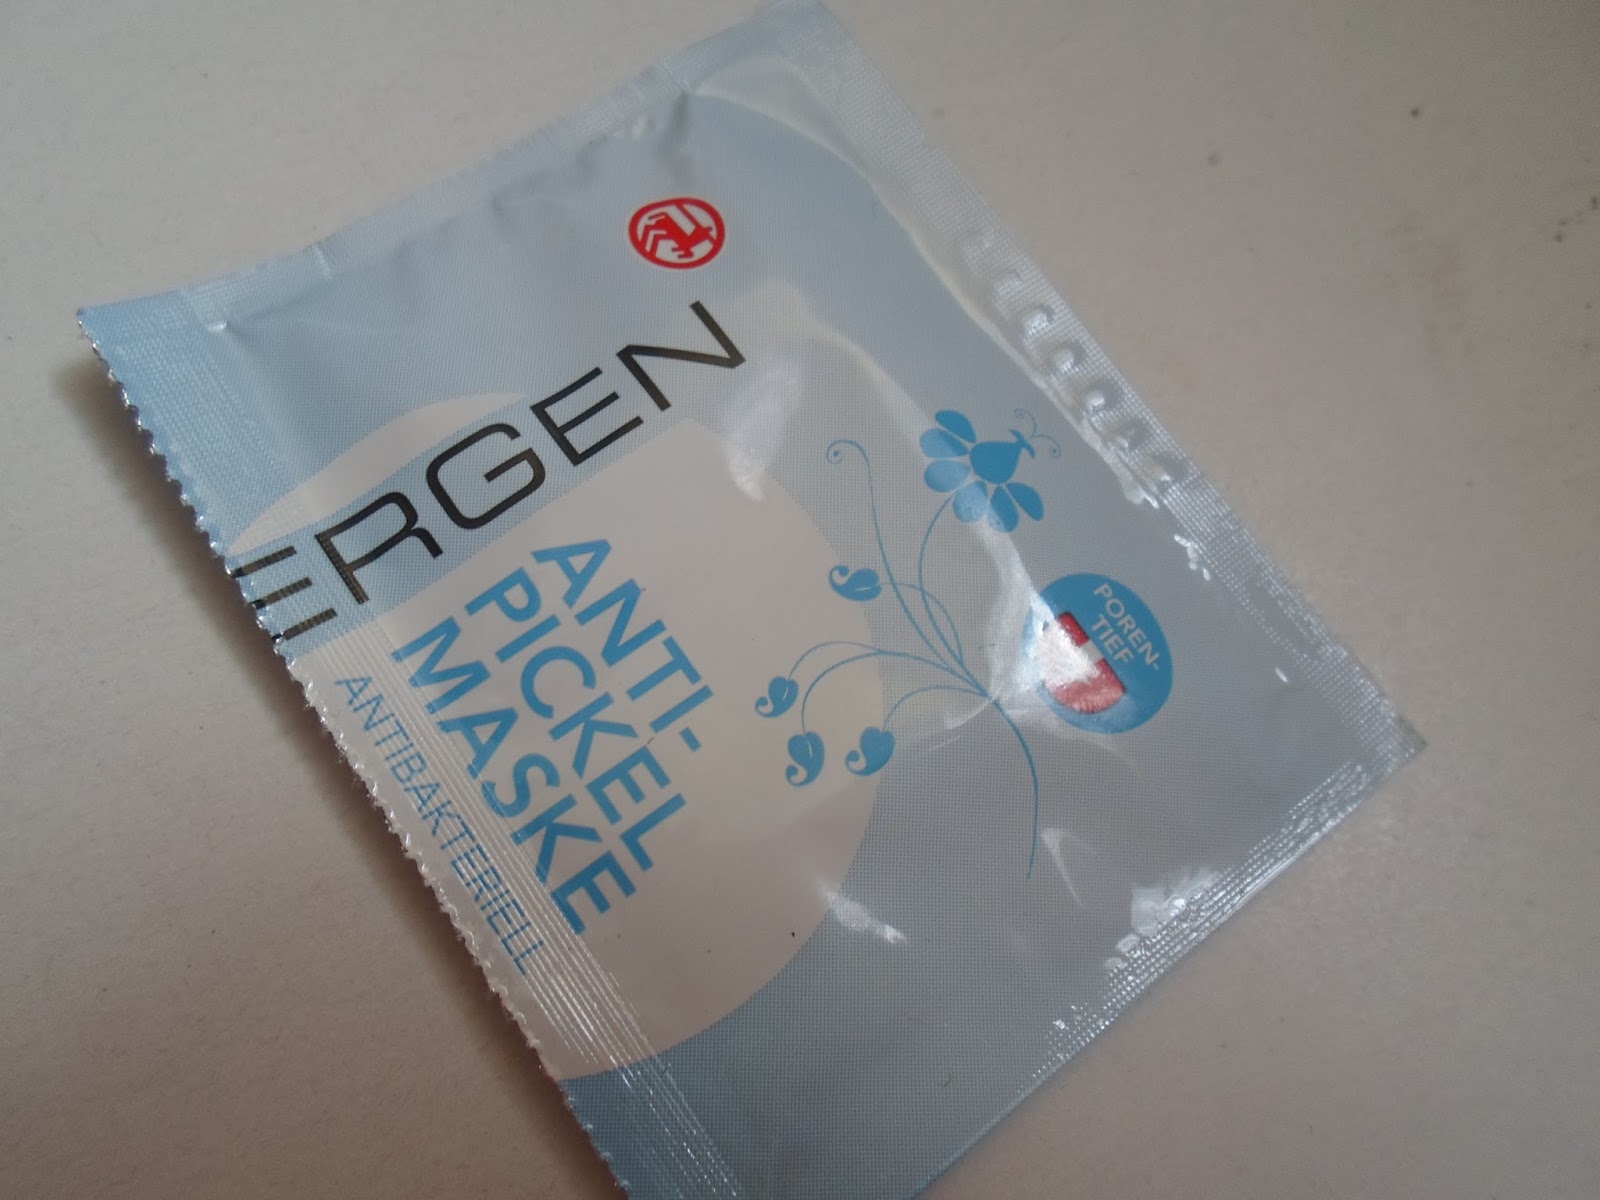 ERGEN
ANTI-
PICKEL
MASKE
ANTIBAKTERIELL
POREN-
TIEF